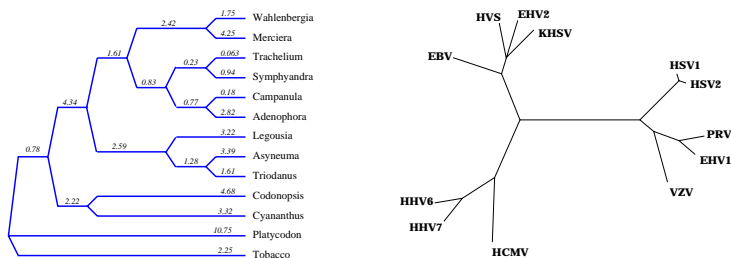 1.75 Wahlenbergia
2.42
4.25 Merciera
1.61
0.063 Trachelium
0.23
0.94 Symphyandra
0.83
0.18 Campanula
0.77
4.34
2.82 Adenophora
3.22 Legousia
2.59
0.78
3.39 Asyneuma
1.28
1.61 Triodanus
4.68 Codonopsis
2.22
3.32 Cyananthus
10.75 Platycodon
2.25 Tobacco
EHV2
HVS
KHSV
EBV
HSV1
HSV2
PRV
EHV1
VZV
HHV6
HHV7
HCMV